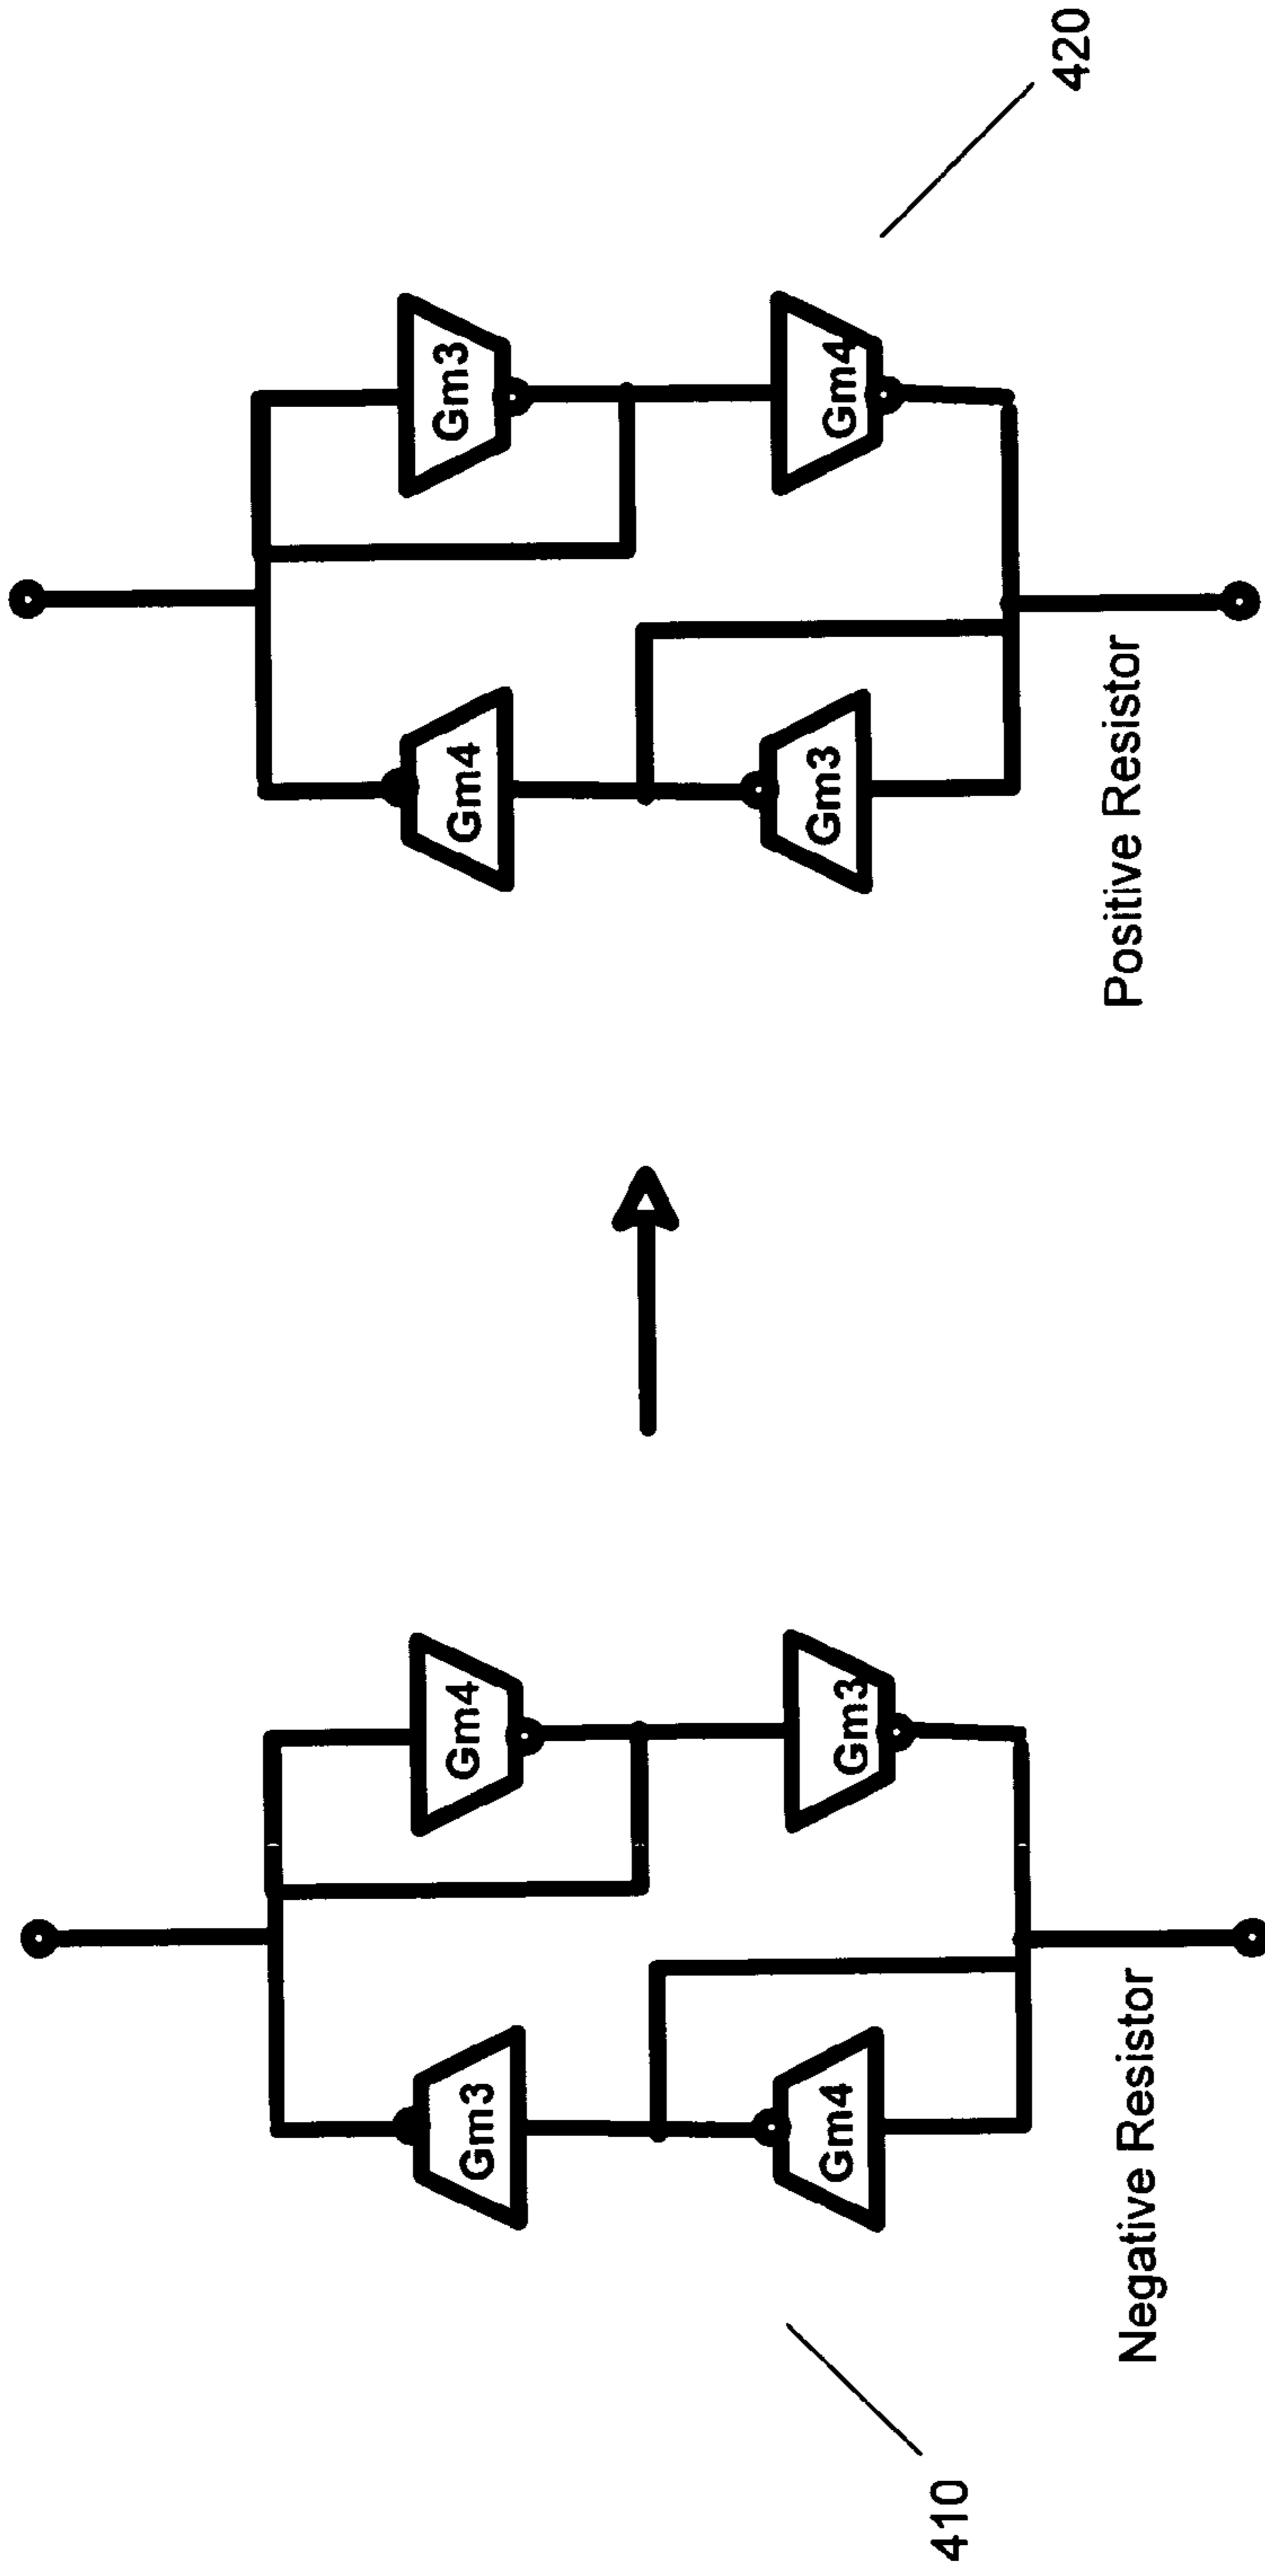 Gm3
Gm4
Gm4
Gm3
410
Negative Resistor
Gm4
Gm3
Gm3
Gm4
420
Positive Resistor